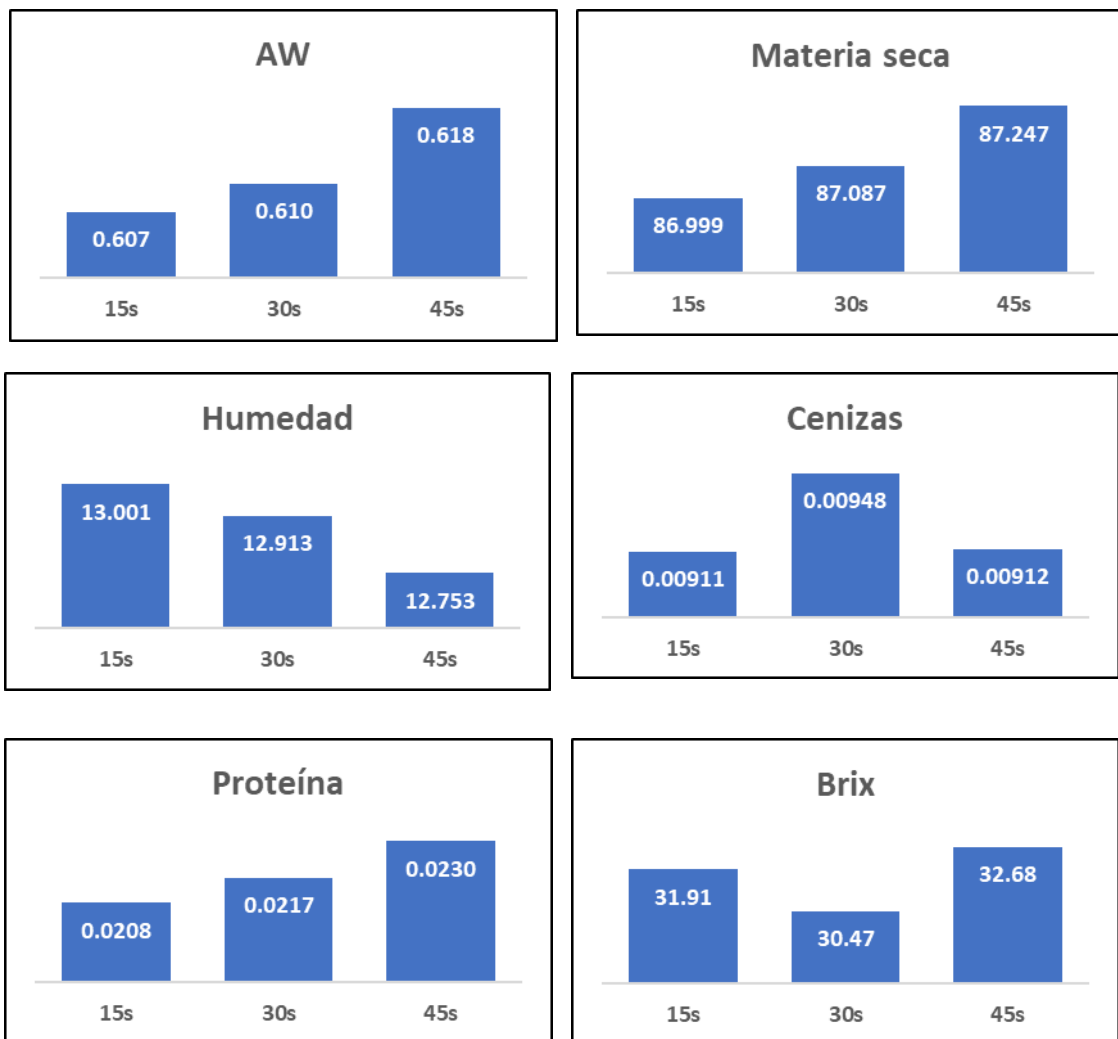 AW
0.607
0.610
0.618
15s 30s 45s
Materia seca
86.999
87.087
87.247
15s 30s 45s
Humedad
13.001
12.913
12.753
15s 30s 45s
Cenizas
0.00911
0.00948
0.00912
15s 30s 45s
Proteína
0.0208
0.0217
0.0230
15s 30s 45s
Brix
31.91
30.47
32.68
15s 30s 45s